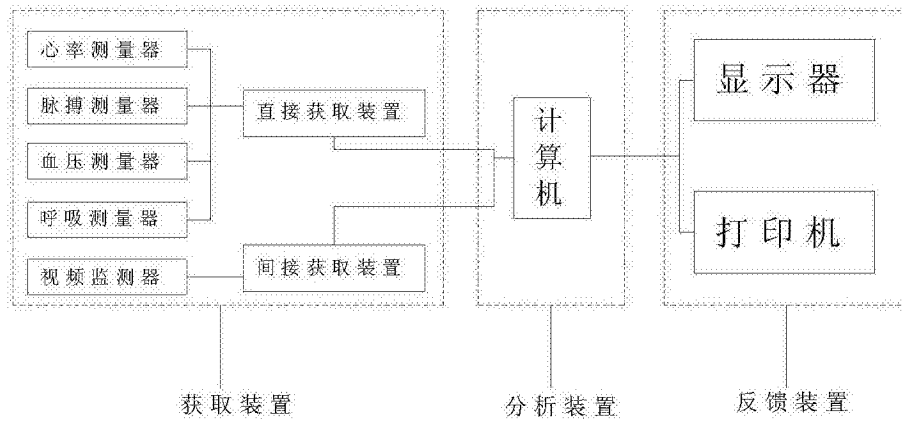 心率测量器
脉搏测量器
血压测量器
呼吸测量器
视频监测器
直接获取装置
间接获取装置
计算机
显示器
打印机
获取装置
分析装置
反馈装置